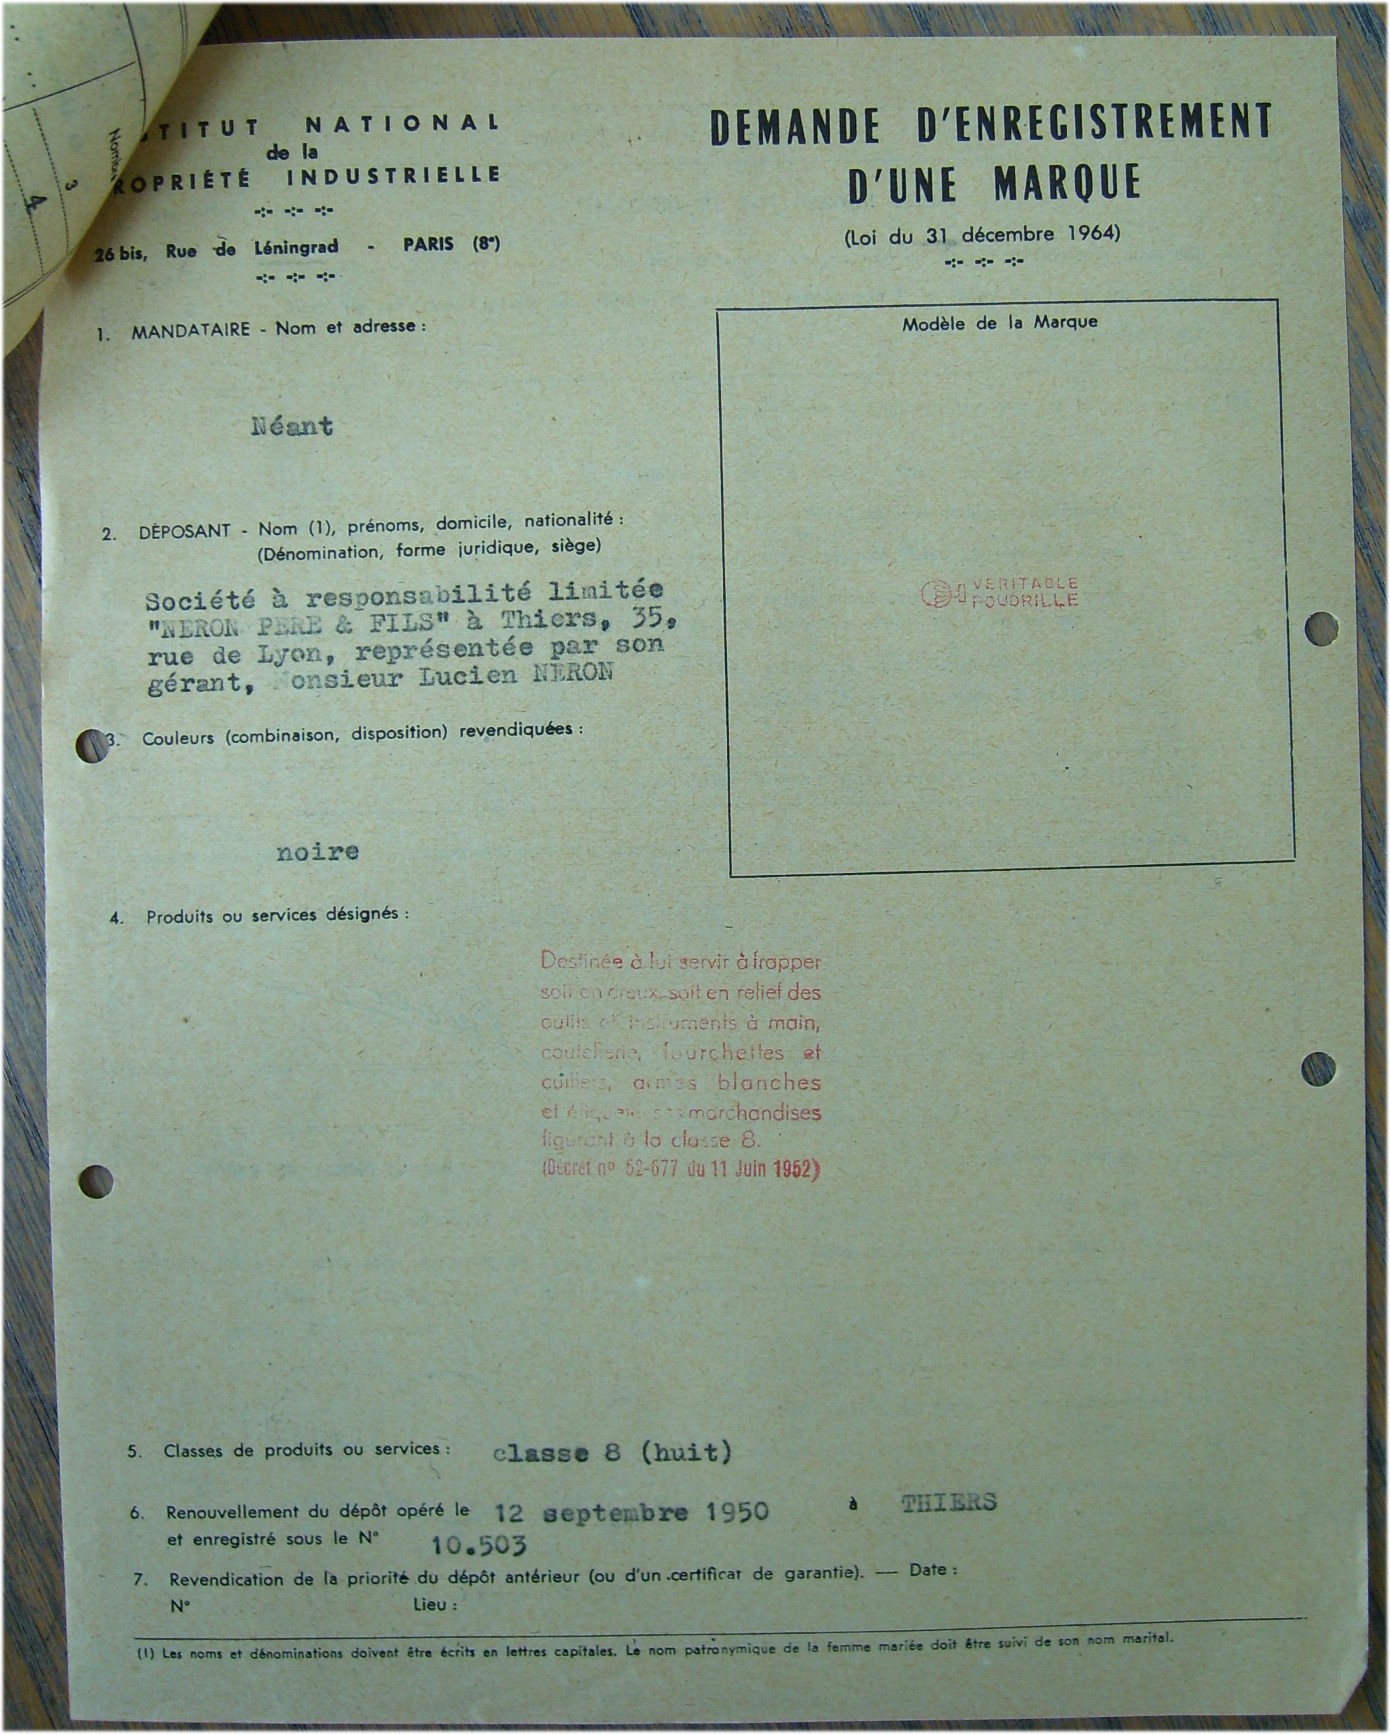 NATIONAL
de la
INDUSTRIELLE
26 bis, Rue de Léningrad - PARIS (8e)
DEMANDE D'ENREGISTREMENT
D'UNE MARQUE
(Loi du 31 décembre 1964)
1. MANDATAIRE - Nom et adresse :
Néant
2. DÉPOSANT - Nom (1), prénoms, domicile, nationalité :
(Dénomination, forme juridique, siège)
Société à responsabilité limitée
"NERON PERE & FILS" à Thiers, 35,
rue de Lyon, représentée par son
gérant, onsieur Lucien NERON
3. Couleurs (combinaison, disposition) revendiquées :
noire
Modèle de la Marque
VERITABLE
POUDRILLE
4. Produits ou services désignés :
Destinée à lui servir à frapper
soit en creux, soit en relief des
outils et instruments à main,
coutellerie, fourchettes et
cuillers, armes blanches
et marchandises
figurant à la classe 8.
(Décret no 52-677 du 11 Juin 1952)
5. Classes de produits ou services : classe 8 (huit)
6. Renouvellement du dépôt opéré le 12 septembre 1950 à THIERS
et enregistré sous le N° 10.503
7. Revendication de la priorité du dépôt antérieur (ou d'un certificat de garantie). — Date :
N° Lieu :
(1) Les noms et dénominations doivent être écrits en lettres capitales. Le nom patronymique de la femme mariée doit être suivi de son nom marital.
3
4